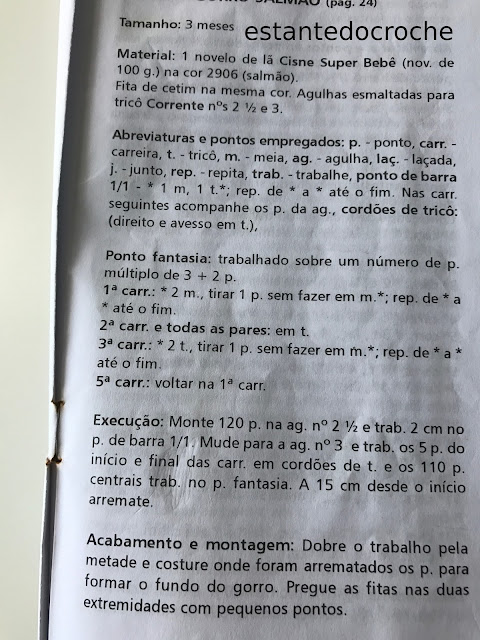 GORRO SALMÃO (pág. 24)
Tamanho: 3 meses
estantedocroche
Material: 1 novelo de lã Cisne Super Bebê (nov. de
100 g.) na cor 2906 (salmão).
Fita de cetim na mesma cor. Agulhas esmaltadas para
tricô Corrente nºs 2 ½ e 3.
Abreviaturas e pontos empregados: p. - ponto, carr. -
carreira, t. - tricô, m. - meia, ag. - agulha, laç. - laçada,
j. - junto, rep. - repita, trab. - trabalhe, ponto de barra
1/1 - * 1 m, 1 t.*; rep. de * a * até o fim. Nas carr.
seguintes acompanhe os p. da ag., cordões de tricô:
(direito e avesso em t.),
Ponto fantasia: trabalhado sobre um número de p.
múltiplo de 3 + 2 p.
1ª carr.: * 2 m., tirar 1 p. sem fazer em m.*; rep. de * a
* até o fim.
2ª carr. e todas as pares: em t.
3ª carr.: * 2 t., tirar 1 p. sem fazer em m.*; rep. de * a *
até o fim.
5ª carr.: voltar na 1ª carr.
Execução: Monte 120 p. na ag. nº 2 ½ e trab. 2 cm no
p. de barra 1/1. Mude para a ag. nº 3 e trab. os 5 p. do
início e final das carr. em cordões de t. e os 110 p.
centrais trab. no p. fantasia. A 15 cm desde o início
arremate.
Acabamento e montagem: Dobre o trabalho pela
metade e costure onde foram arrematados os p. para
formar o fundo do gorro. Pregue as fitas nas duas
extremidades com pequenos pontos.